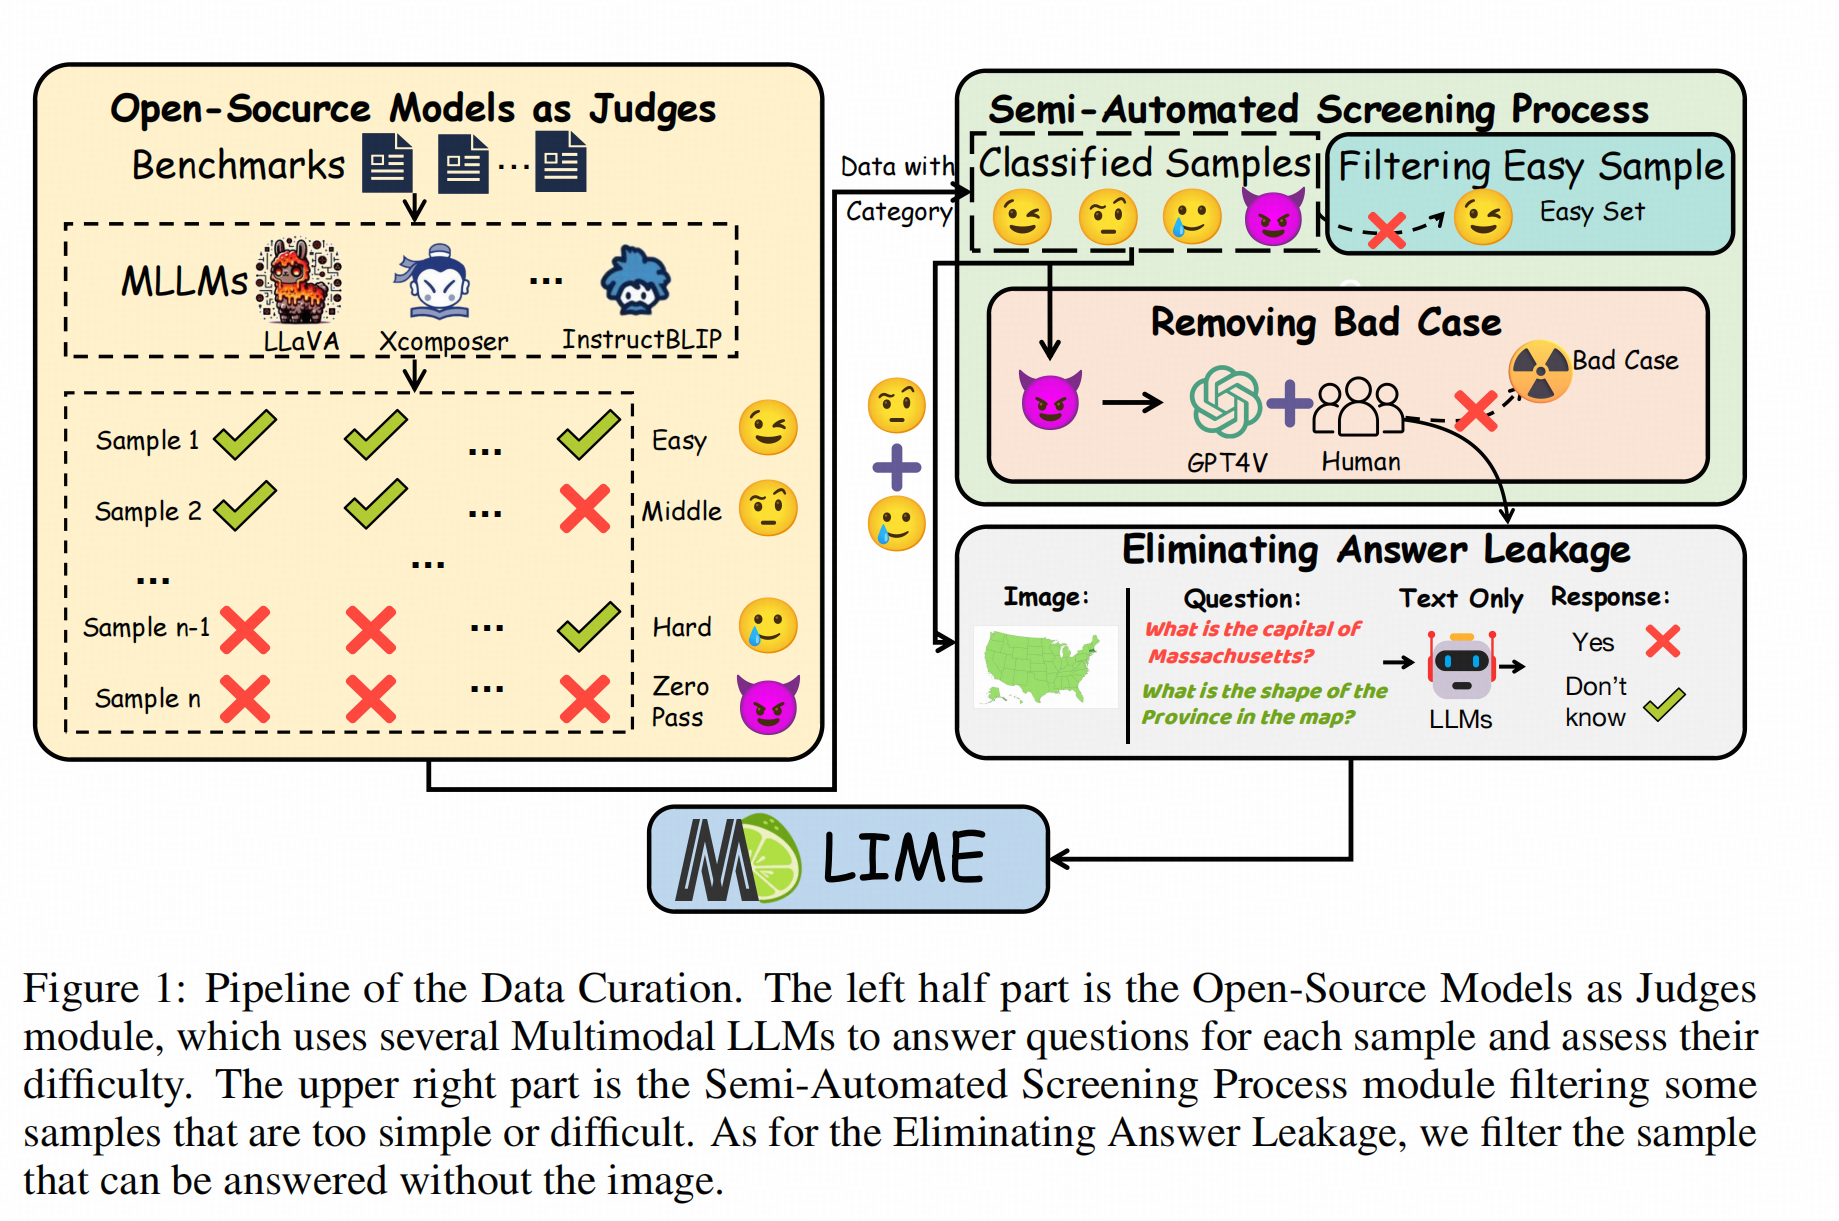 Open-Socurce Models as Judges
Benchmarks
...
MLLMs
...
LLaVA
Xcomposer
InstructBLIP
Sample 1
...
Easy
Sample 2
...
Middle
...
...
Sample n-1
...
Hard
Sample n
...
Zero
Pass
Data with
Category
Semi-Automated Screening Process
Classified Samples
Filtering Easy Sample
Easy Set
Removing Bad Case
Bad Case
GPT4V
Human
Eliminating Answer Leakage
Image:
Question:
Text Only
Response:
What is the capital of
Massachusetts?
What is the shape of the
Province in the map?
LLMs
Yes
Don't
know
M
LIME
Figure 1: Pipeline of the Data Curation. The left half part is the Open-Source Models as Judges
module, which uses several Multimodal LLMs to answer questions for each sample and assess their
difficulty. The upper right part is the Semi-Automated Screening Process module filtering some
samples that are too simple or difficult. As for the Eliminating Answer Leakage, we filter the sample
that can be answered without the image.